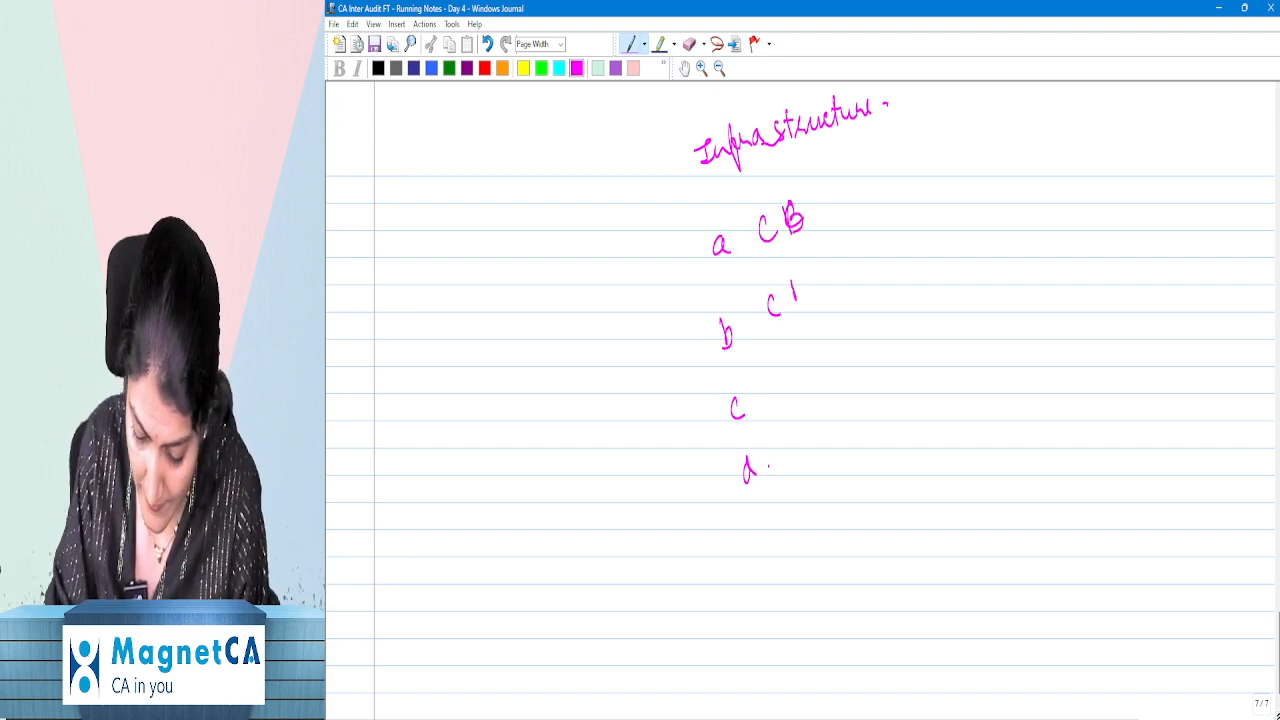 CA Inter Audit FT - Running Notes - Day 4 - Windows Journal
File Edit View Insert Actions Tools Help
Page Width
B I
Infrastructure.
a CB
b C I
c
d.
MagnetCA
CA in you
7/7